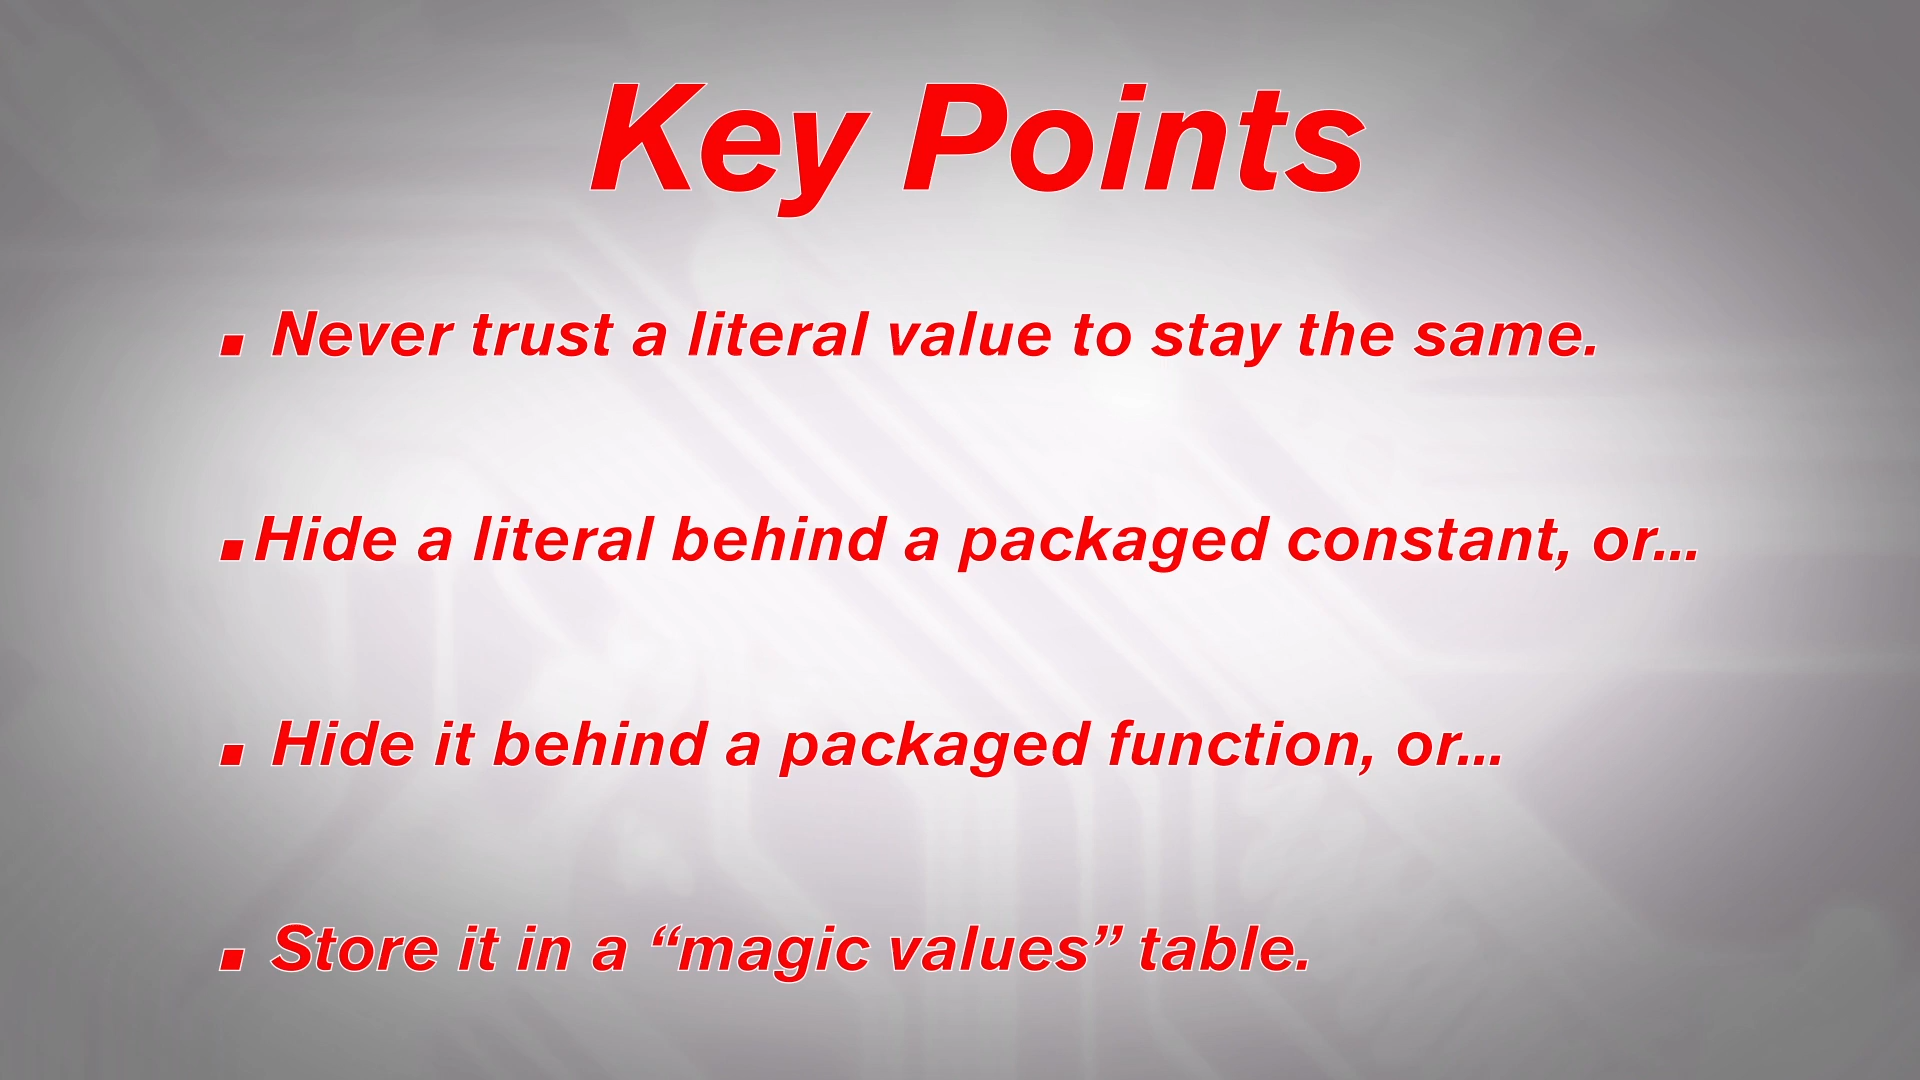 Key Points
▪ Never trust a literal value to stay the same.
▪ Hide a literal behind a packaged constant, or...
▪ Hide it behind a packaged function, or...
▪ Store it in a “magic values” table.